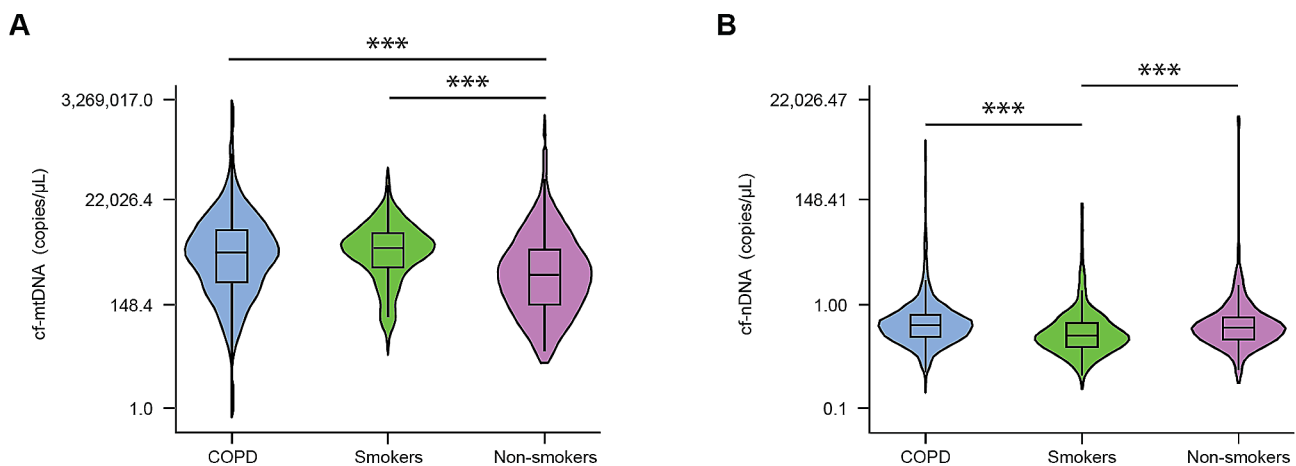 A
***
***
3,269,017.0
22,026.4
148.4
1.0
cf-mtDNA (copies/µL)
COPD
Smokers
Non-smokers
B
***
***
22,026.47
148.41
1.00
0.1
cf-nDNA (copies/µL)
COPD
Smokers
Non-smokers